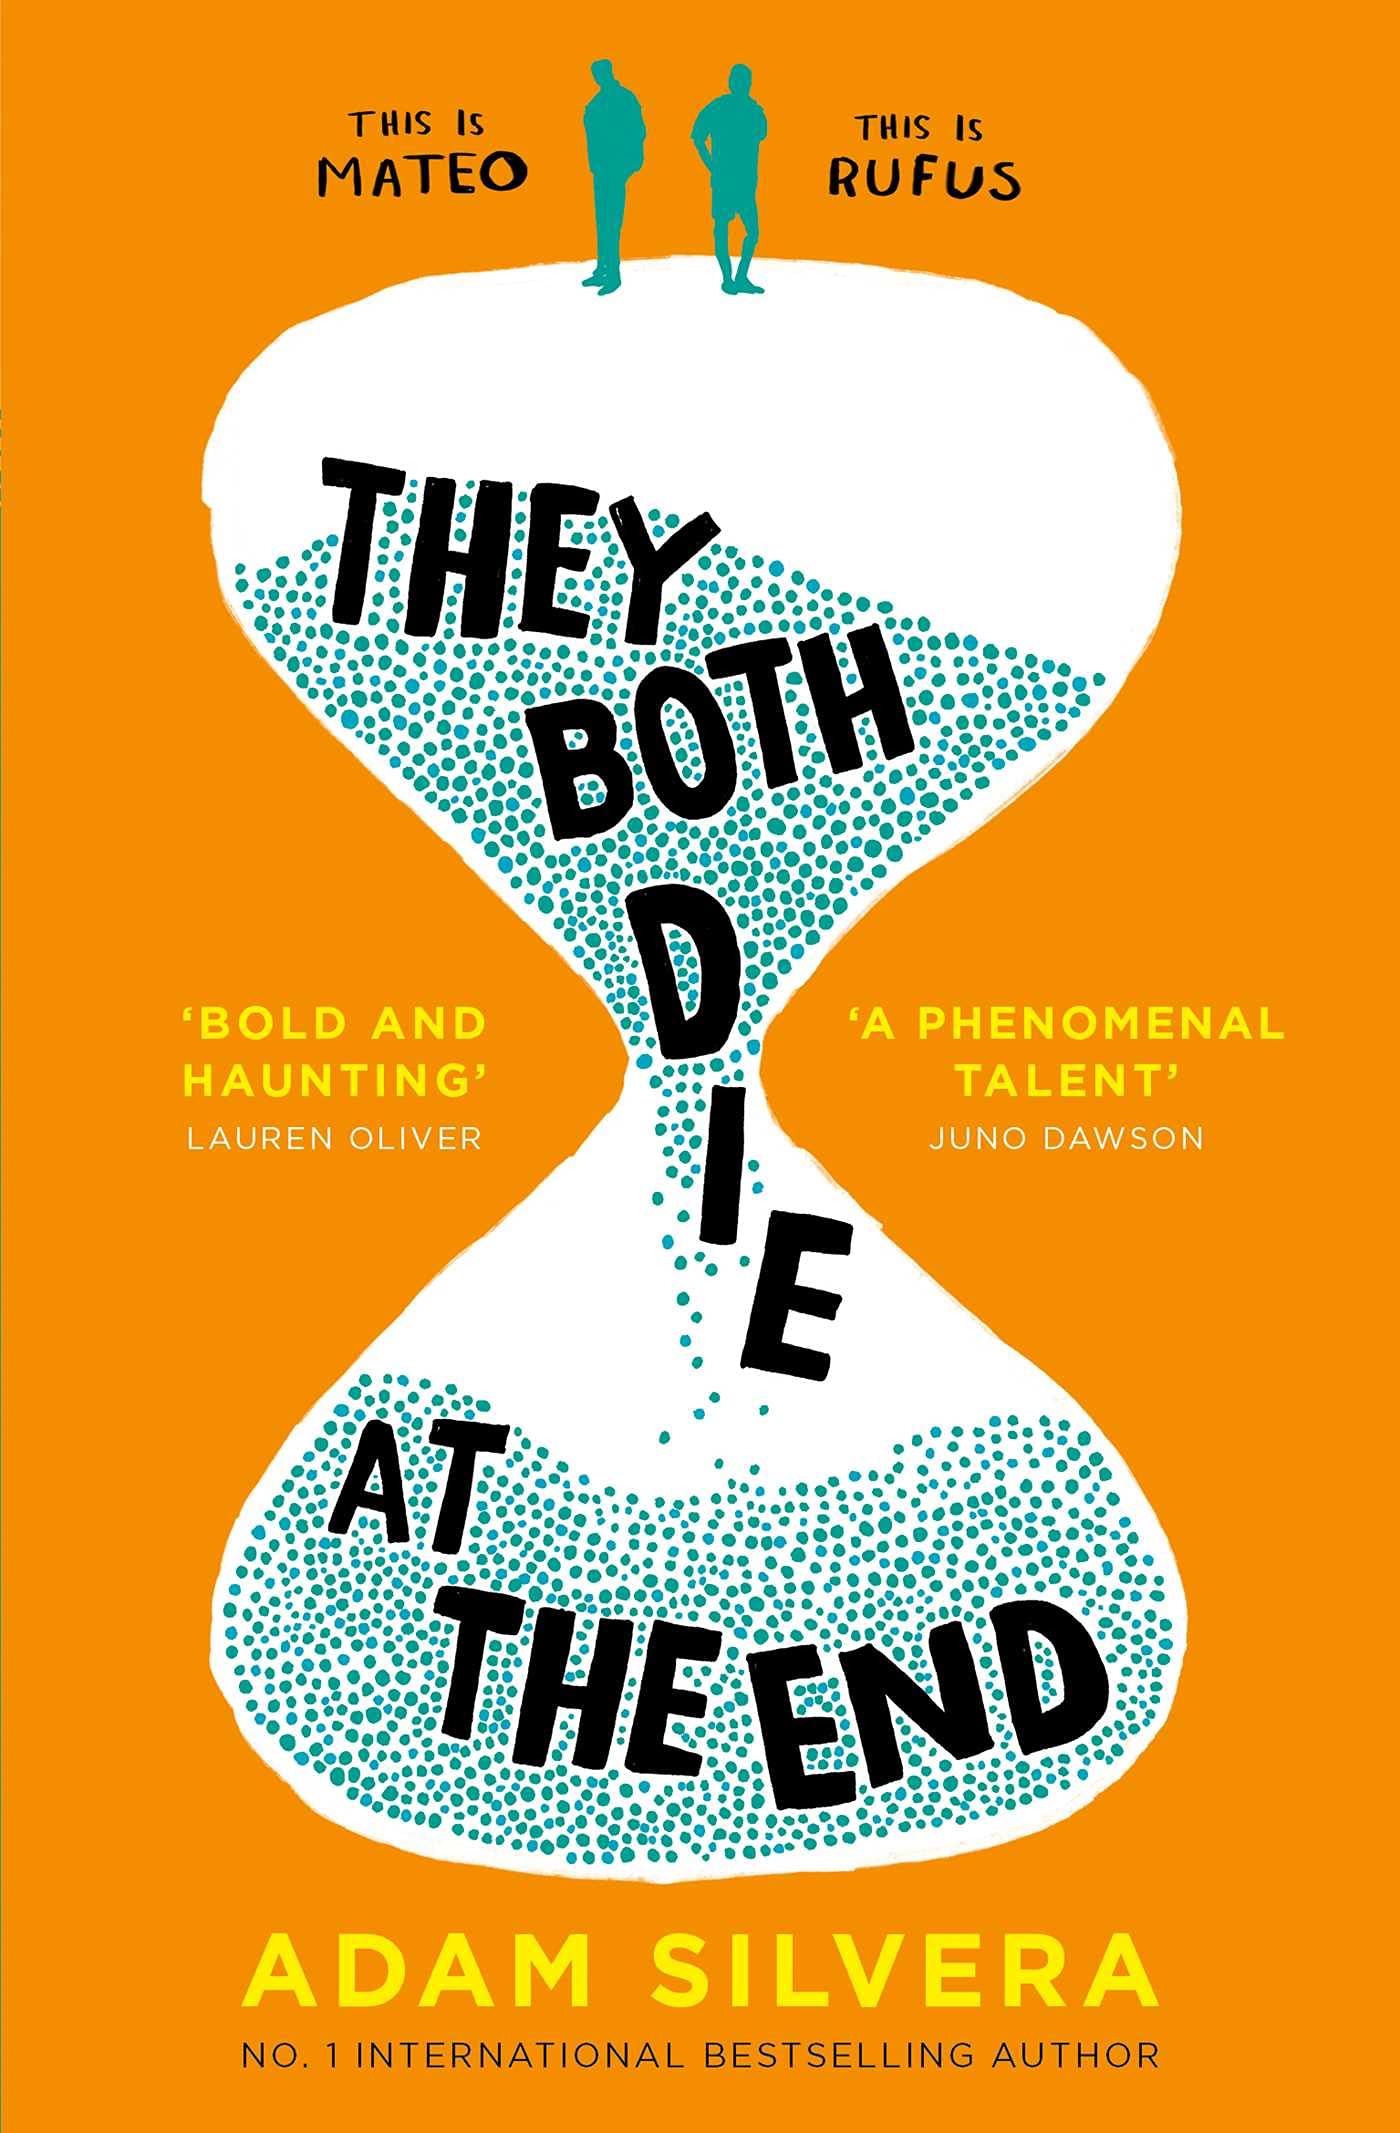 THIS IS
MATEO
THIS IS
RUFUS
THEY
BOTH
DIE
AT
THE END
‘BOLD AND
HAUNTING’
LAUREN OLIVER
‘A PHENOMENAL
TALENT’
JUNO DAWSON
ADAM SILVERA
NO. 1 INTERNATIONAL BESTSELLING AUTHOR